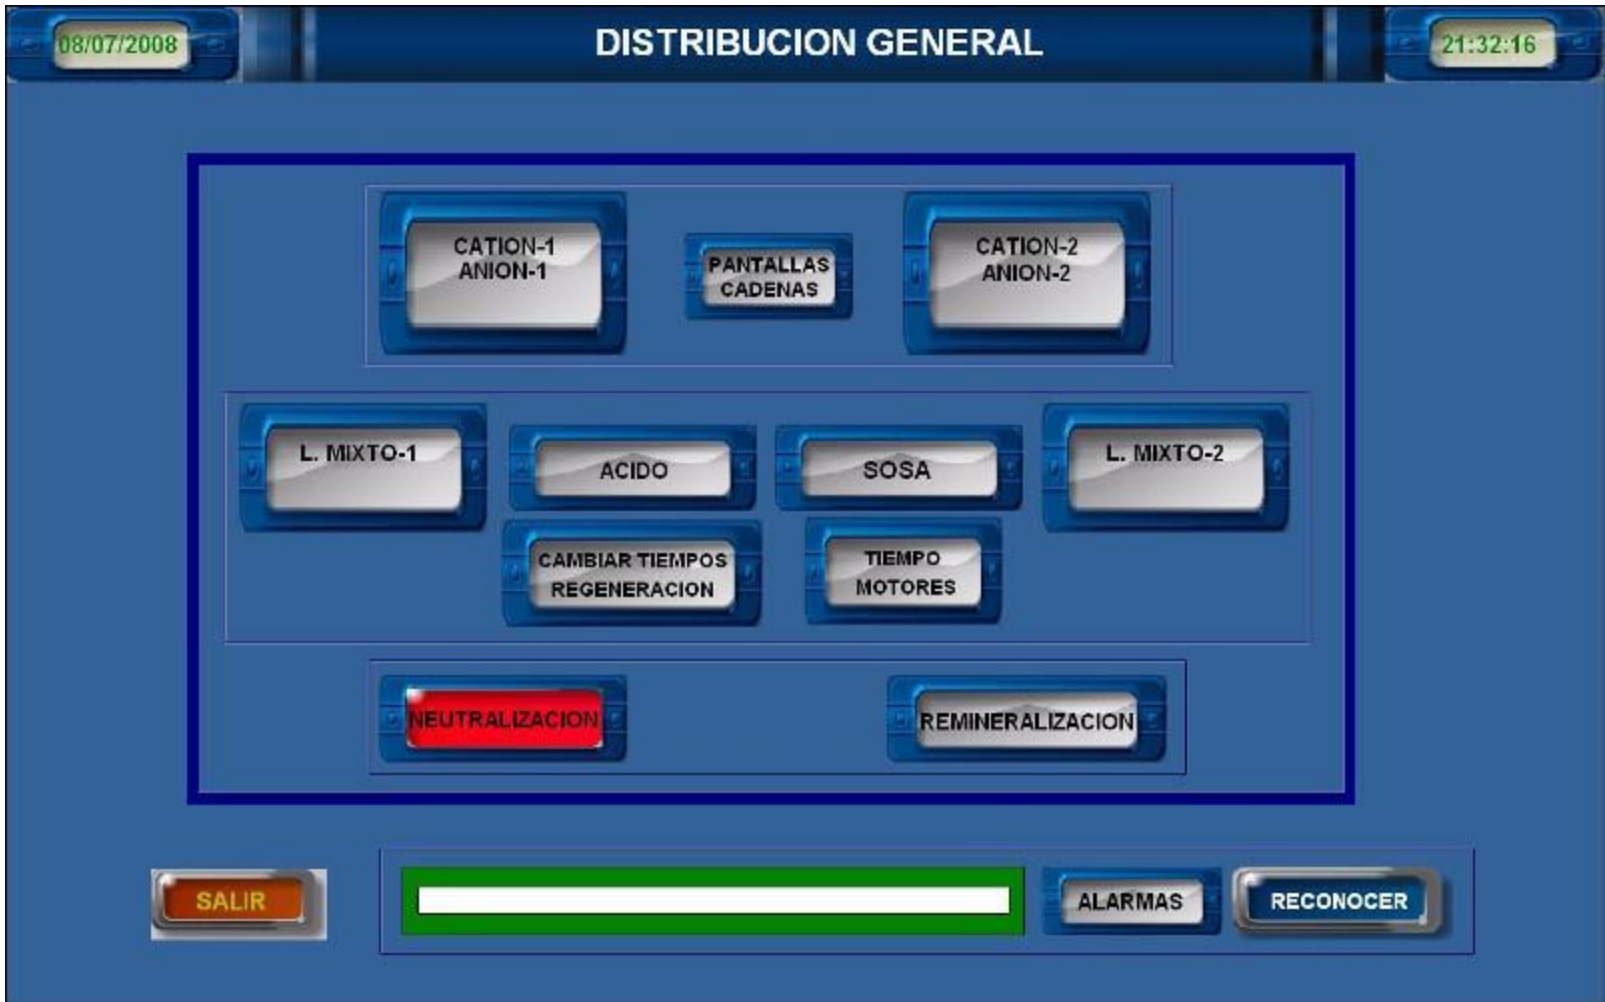 08/07/2008
DISTRIBUCION GENERAL
21:32:16
CATION-1
ANION-1
PANTALLAS
CADENAS
CATION-2
ANION-2
L. MIXTO-1
ACIDO
SOSA
L. MIXTO-2
CAMBIAR TIEMPOS
REGENERACION
TIEMPO
MOTORES
NEUTRALIZACION
REMINERALIZACION
SALIR
ALARMAS
RECONOCER